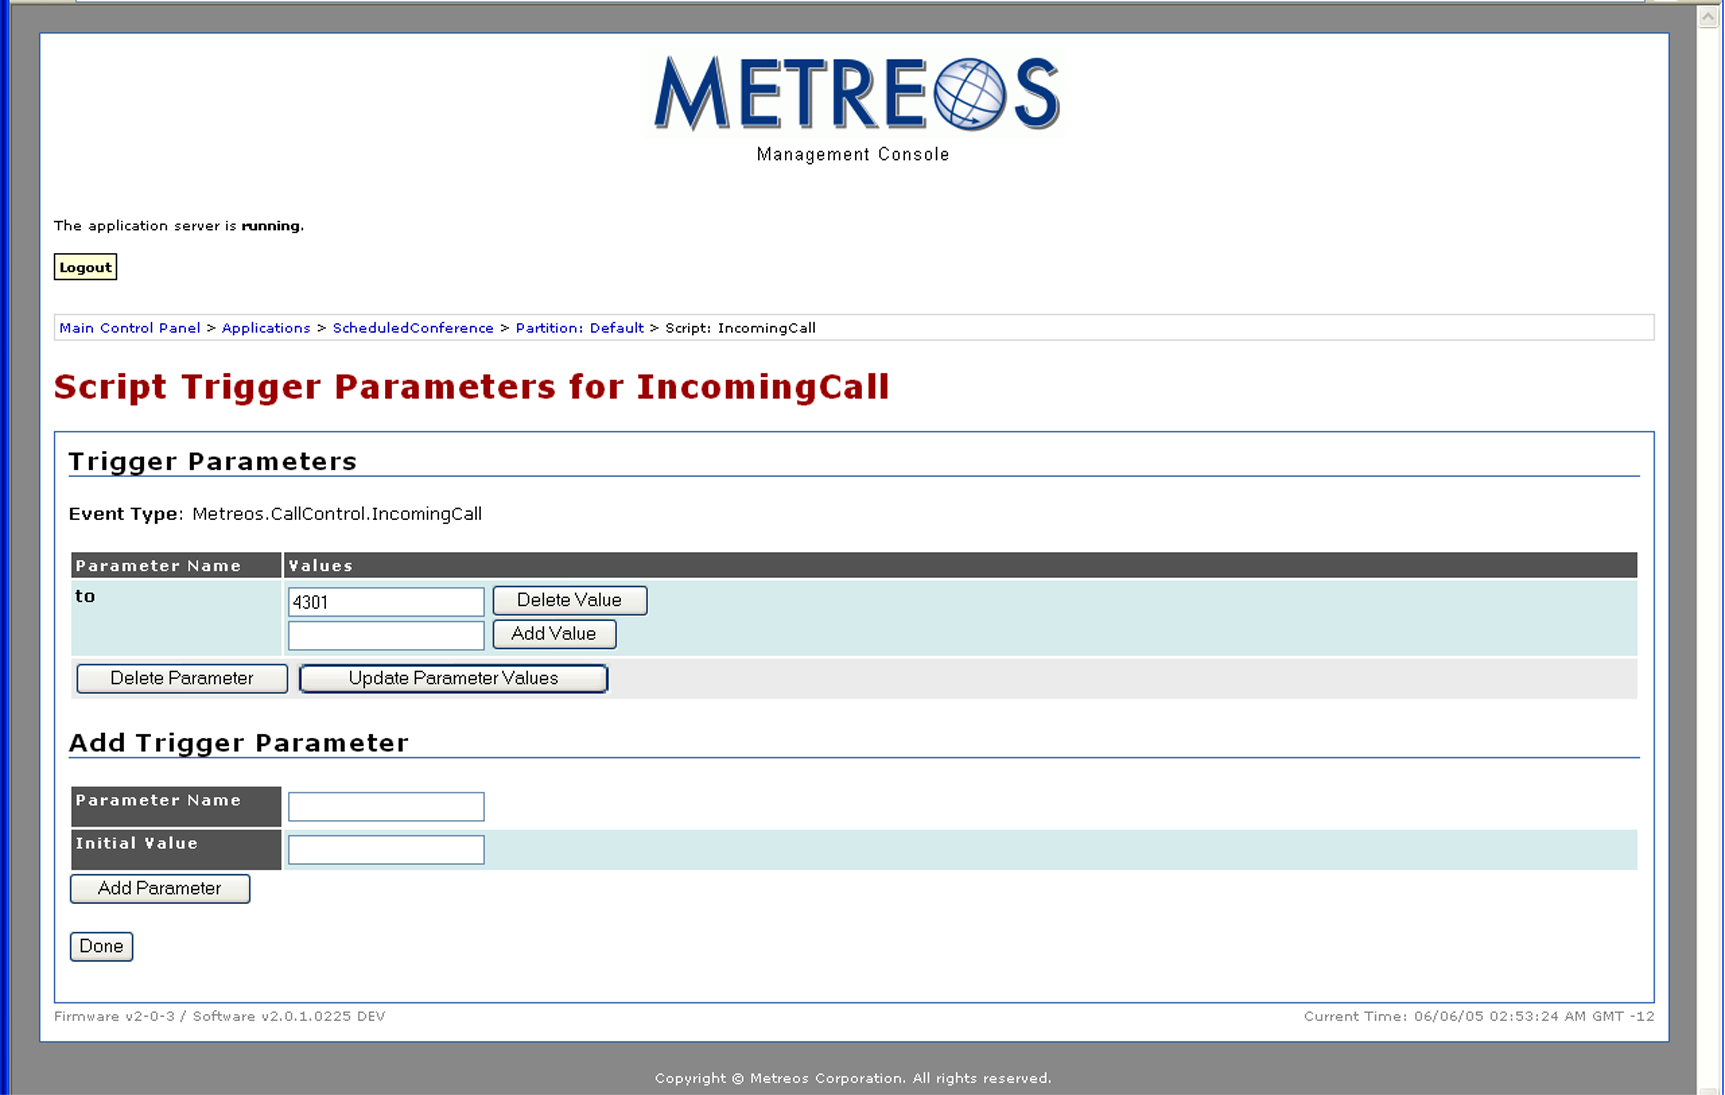 METREOS
Management Console
The application server is running.
Logout
Main Control Panel > Applications > ScheduledConference > Partition: Default > Script: IncomingCall
Script Trigger Parameters for IncomingCall
Trigger Parameters
Event Type: Metreos.CallControl.IncomingCall
Parameter Name Values
to 4301 Delete Value
Add Value
Delete Parameter Update Parameter Values
Add Trigger Parameter
Parameter Name
Initial Value
Add Parameter
Done
Firmware v2-0-3 / Software v2.0.1.0225 DEV Current Time: 06/06/05 02:53:24 AM GMT -12
Copyright © Metreos Corporation. All rights reserved.